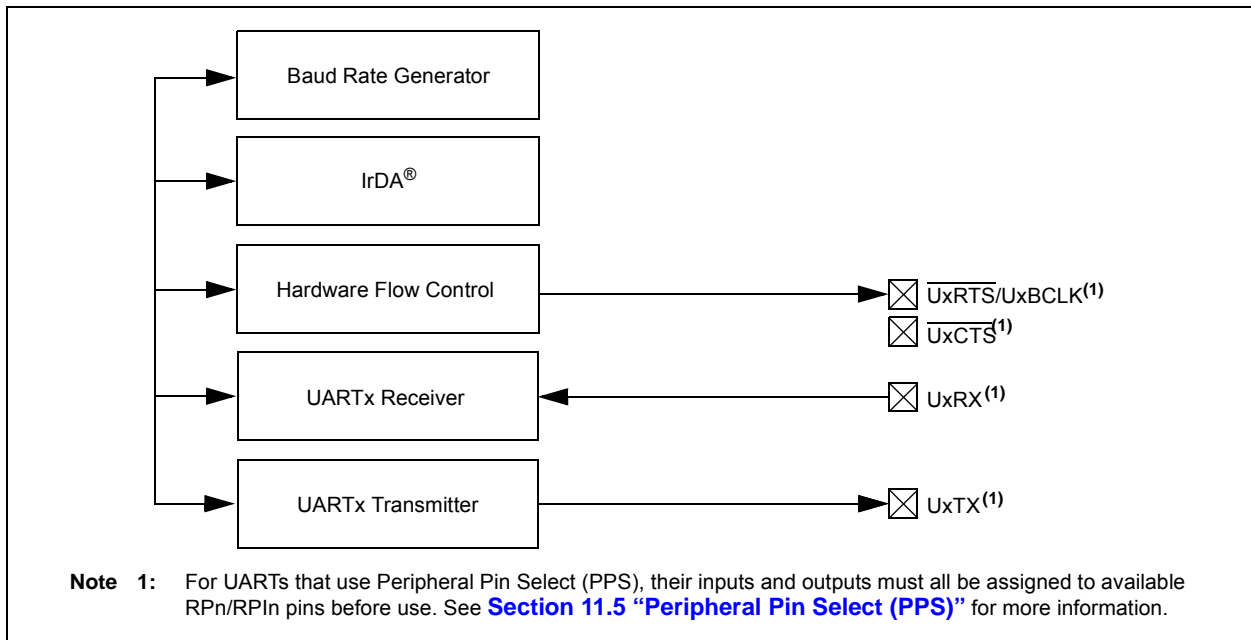 Baud Rate Generator
IrDA®
Hardware Flow Control
UxRTS/UxBCLK(1)
UxCTS(1)
UARTx Receiver
UxRX(1)
UARTx Transmitter
UxTX(1)
Note 1: For UARTs that use Peripheral Pin Select (PPS), their inputs and outputs must all be assigned to available
RPn/RPIn pins before use. See Section 11.5 “Peripheral Pin Select (PPS)” for more information.